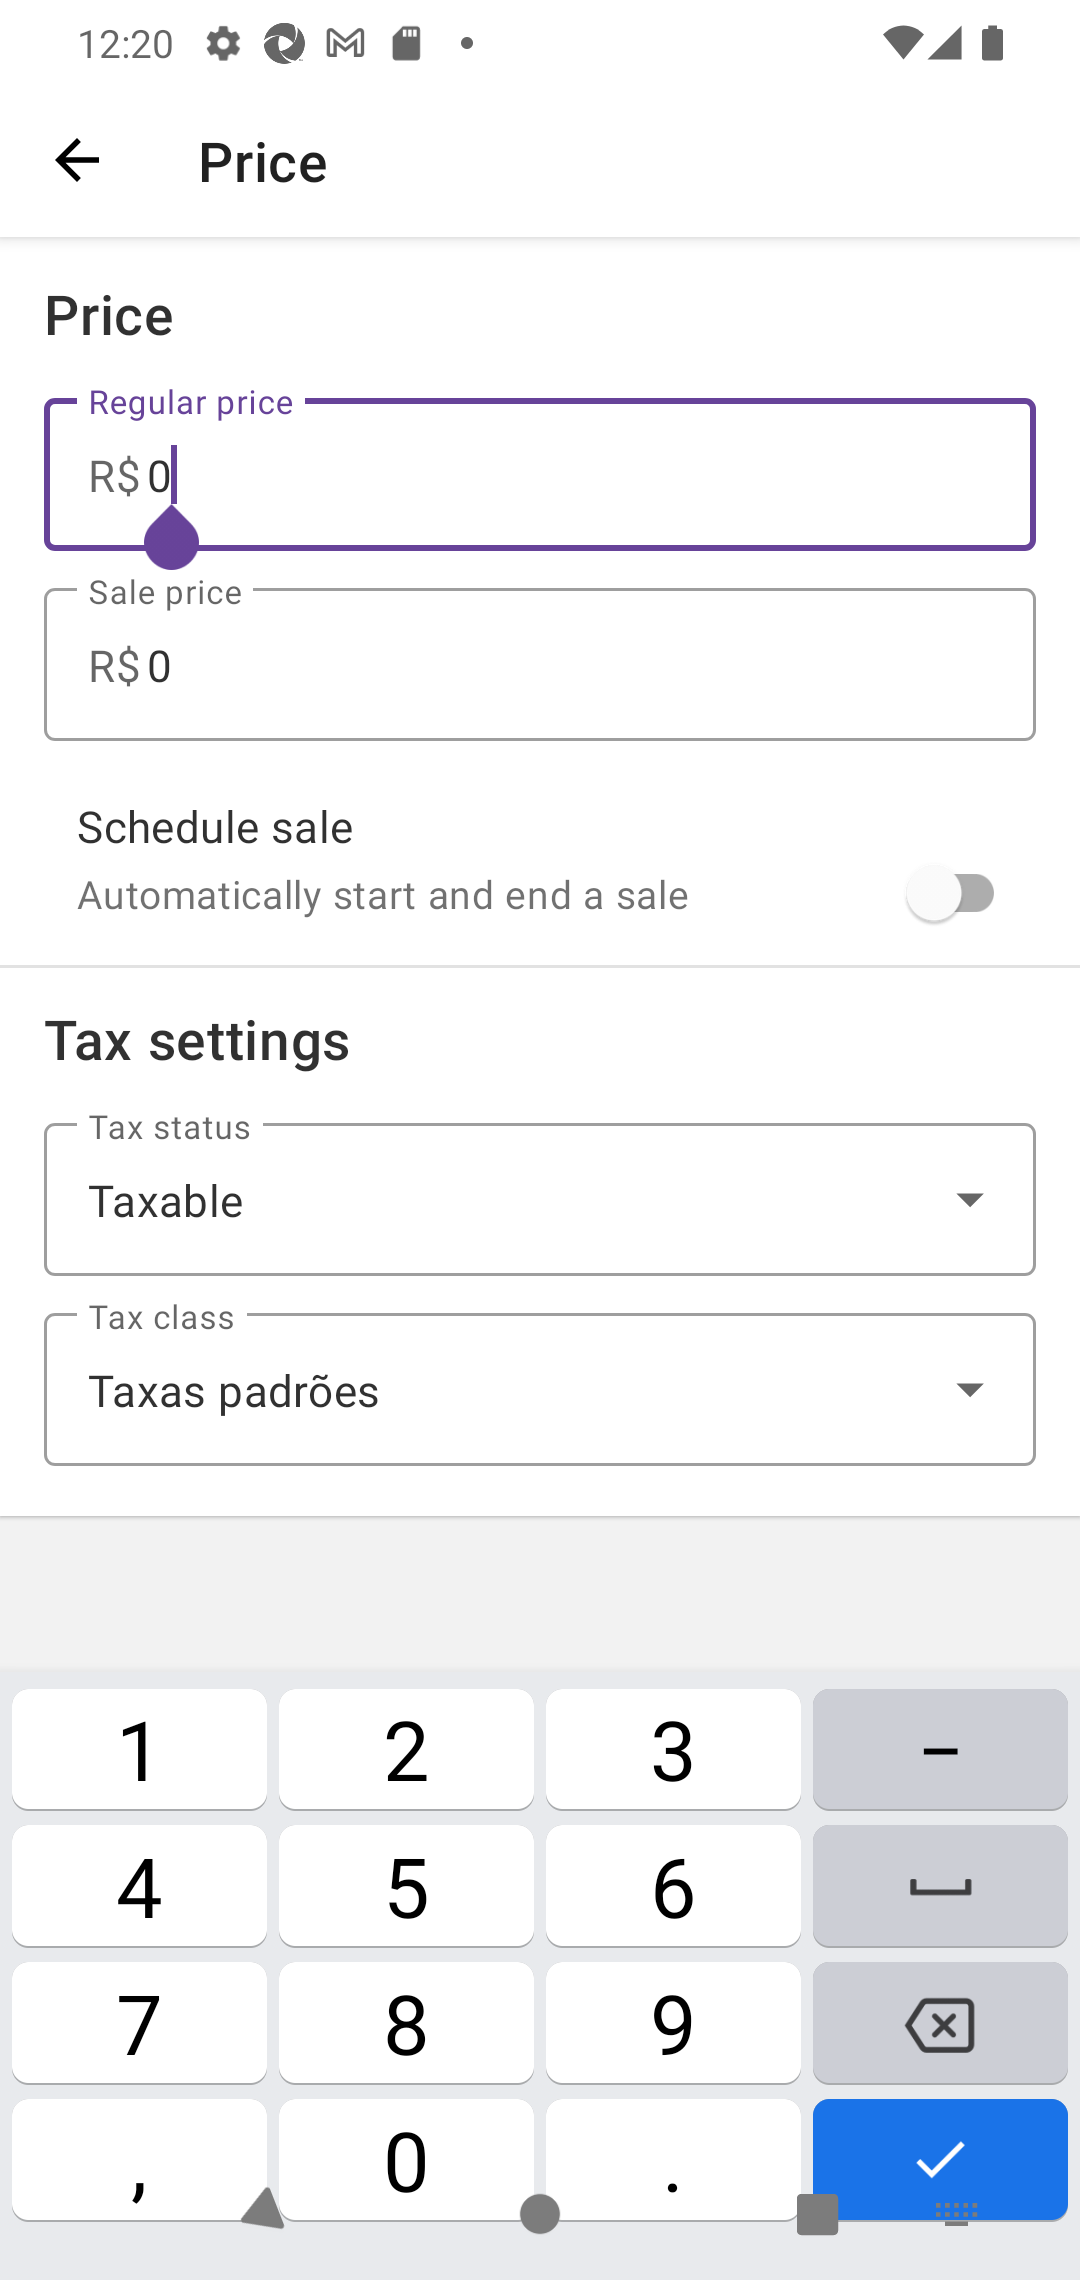 12:20
Price
Price
Regular price
R$ 0
Sale price
R$ 0
Schedule sale
Automatically start and end a sale
Tax settings
Tax status
Taxable
Tax class
Taxas padrões
1 2 3 –
4 5 6
7 8 9
, 0 .